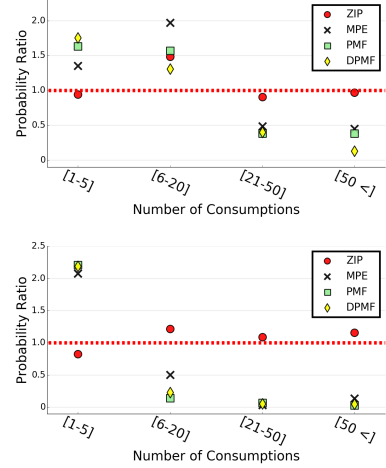 ZIP
MPE
PMF
DPMF
Probability Ratio
2.0
1.5
1.0
0.5
0
[1-5]
[6-20]
[21-50]
[50 <]
Number of Consumptions
ZIP
MPE
PMF
DPMF
Probability Ratio
2.5
2.0
1.5
1.0
0.5
0
[1-5]
[6-20]
[21-50]
[50 <]
Number of Consumptions